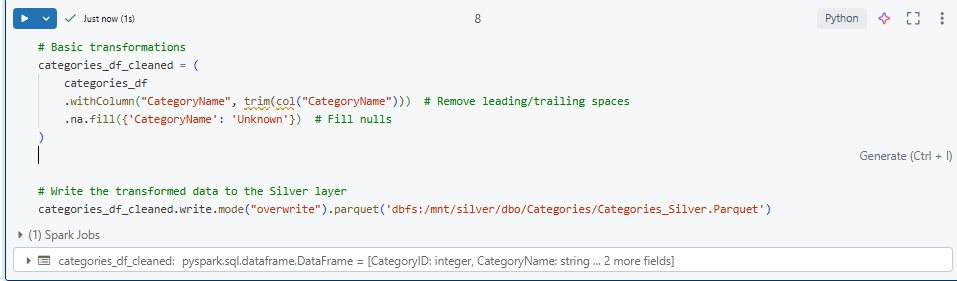 Just now (1s)
8
Python
# Basic transformations
categories_df_cleaned = (
    categories_df
    .withColumn("CategoryName", trim(col("CategoryName")))  # Remove leading/trailing spaces
    .na.fill({'CategoryName': 'Unknown'})  # Fill nulls
)
Generate (Ctrl + I)
# Write the transformed data to the Silver layer
categories_df_cleaned.write.mode("overwrite").parquet('dbfs:/mnt/silver/dbo/Categories/Categories_Silver.Parquet')
(1) Spark Jobs
categories_df_cleaned: pyspark.sql.dataframe.DataFrame = [CategoryID: integer, CategoryName: string ... 2 more fields]